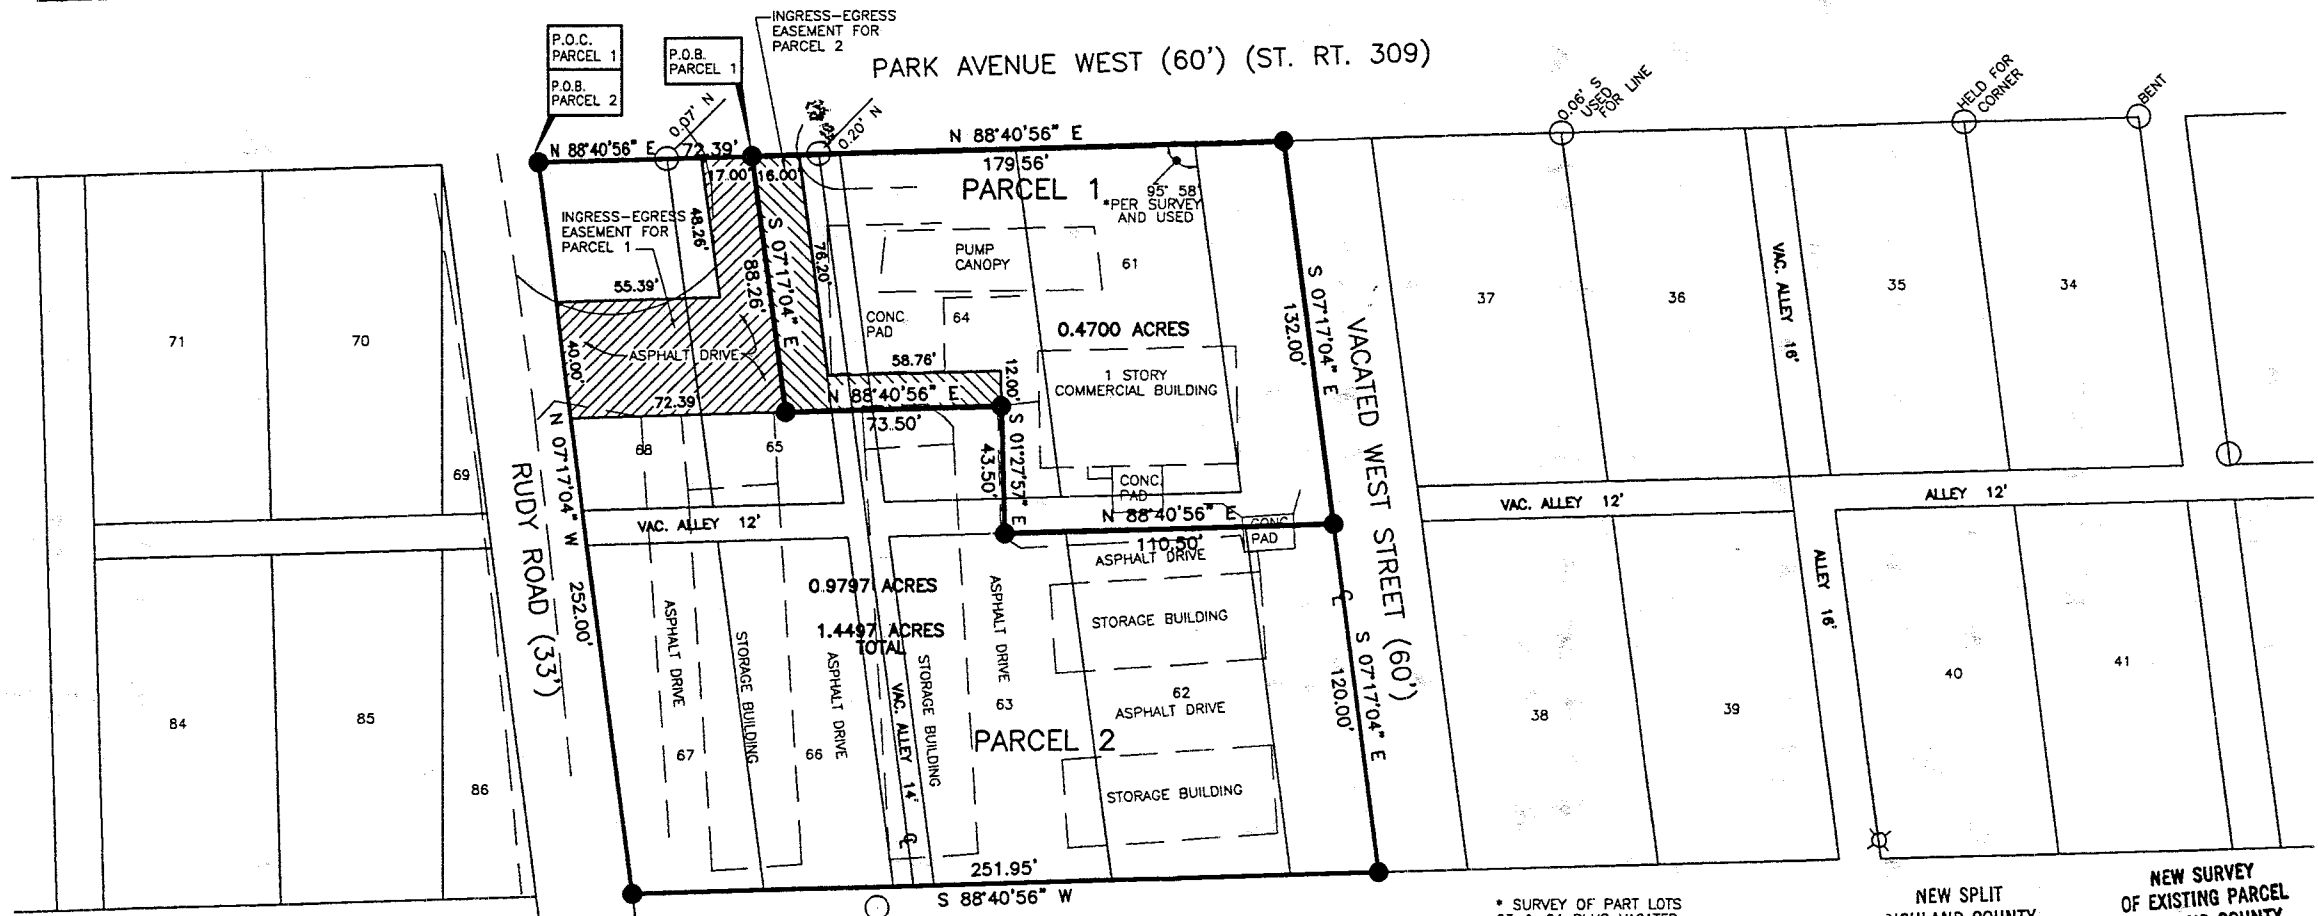 INGRESS-EGRESS
EASEMENT FOR
PARCEL 2
P.O.C.
PARCEL 1
P.O.B.
PARCEL 2
P.O.B.
PARCEL 1
PARK AVENUE WEST (60') (ST. RT. 309)
0.07' N
0.20' N
0.06' S
USED
FOR LINE
HELD FOR
CORNER
BENT
N 88°40'56" E
72.39'
N 88°40'56" E
179.56'
17.00'
16.00'
PARCEL 1
95° 58'
*PER SURVEY
AND USED
INGRESS-EGRESS
EASEMENT FOR
PARCEL 1
48.26'
S 07°17'04" E
88.26'
76.20'
PUMP
CANOPY
61
55.39'
CONC.
PAD
64
0.4700 ACRES
S 07°17'04" E
132.00'
VACATED WEST STREET (60')
71
70
37
36
VAC. ALLEY 16'
35
34
40.00'
ASPHALT DRIVE
58.76'
12.00'
1 STORY
COMMERCIAL BUILDING
72.39'
N 88°40'56" E
73.50'
S 01°27'57" E
43.50'
68
65
69
RUDY ROAD (33')
N 07°17'04" W 252.00'
CONC.
PAD
N 88°40'56" E
110.50'
CONC
PAD
VAC. ALLEY 12'
VAC. ALLEY 12'
ALLEY 12'
ASPHALT DRIVE
0.9797 ACRES
1.4497 ACRES
TOTAL
ASPHALT DRIVE
STORAGE BUILDING
ASPHALT DRIVE
VAC. ALLEY 14'
STORAGE BUILDING
ASPHALT DRIVE
STORAGE BUILDING
S 07°17'04" E
120.00'
ALLEY 16'
84
85
86
67
66
63
62
ASPHALT DRIVE
PARCEL 2
STORAGE BUILDING
38
39
40
41
251.95'
S 88°40'56" W
* SURVEY OF PART LOTS
NEW SPLIT
NEW SURVEY
OF EXISTING PARCEL